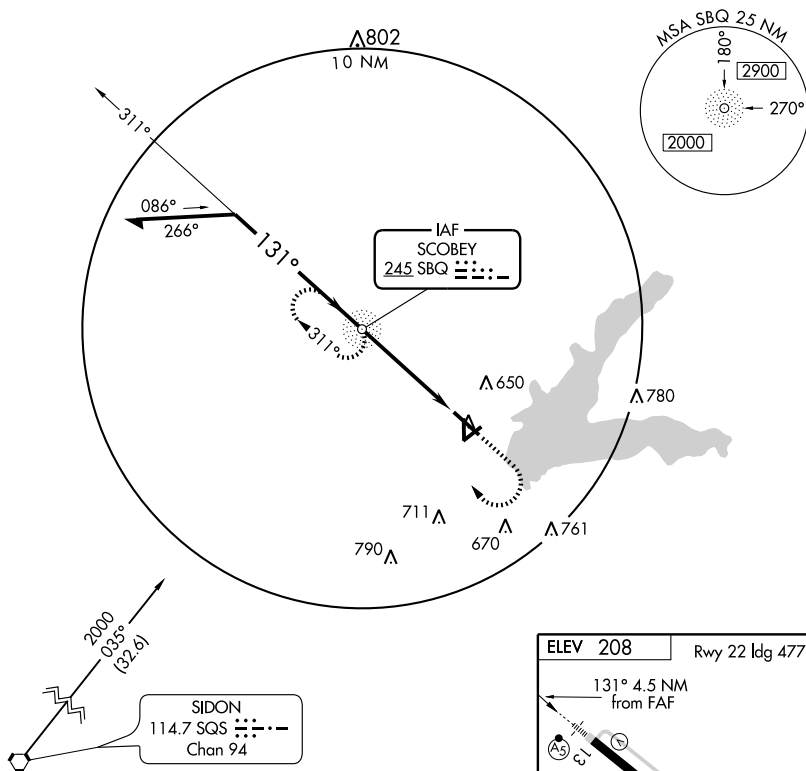 802
10 NM
MSA SBQ 25 NM
180°
2900
270°
2000
311°
086°
266°
131°
IAF
SCOBEY
245 SBQ
311°
650
780
711
670
761
790
2000
035°
(32.6)
SIDON
114.7 SQS
Chan 94
ELEV 208
Rwy 22 ldg 477
131° 4.5 NM
from FAF
A5
13